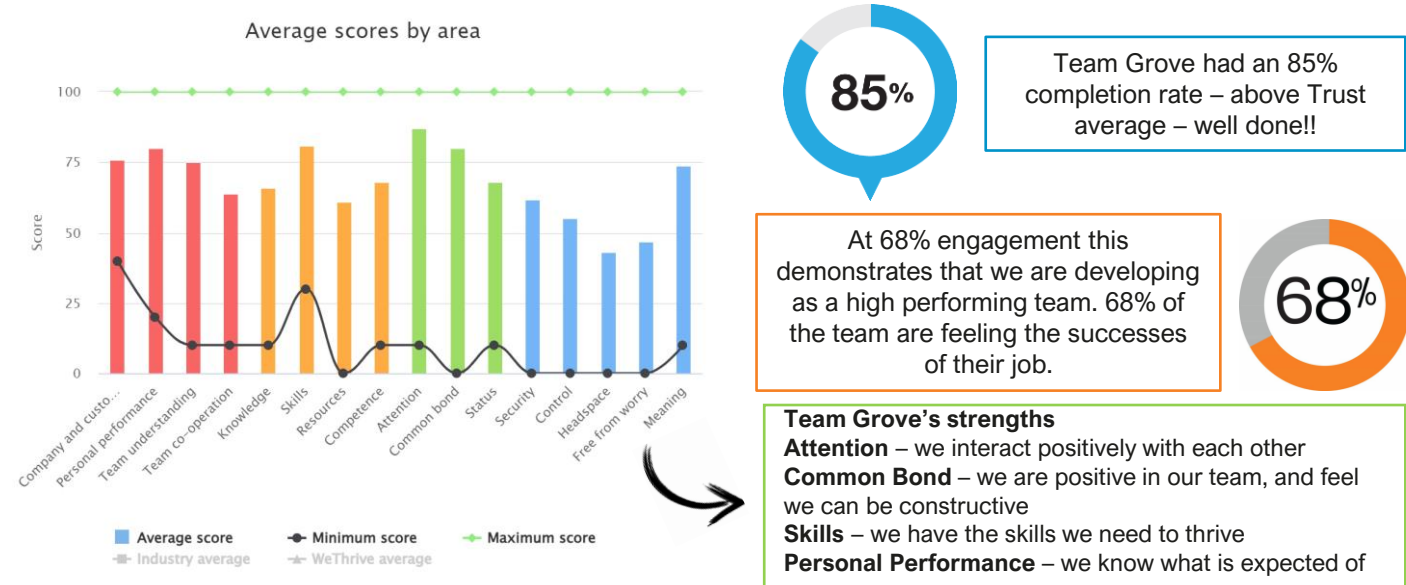 Average scores by area
Score
100
75
50
25
0
Company and custo...
Personal performance
Team understanding
Team co-operation
Knowledge
Skills
Resources
Competence
Attention
Common bond
Status
Security
Control
Headspace
Free from worry
Meaning
Average score
Minimum score
Maximum score
Industry average
WeThrive average
85%
Team Grove had an 85%
completion rate – above Trust
average – well done!!
At 68% engagement this
demonstrates that we are developing
as a high performing team. 68% of
the team are feeling the successes
of their job.
68%
Team Grove’s strengths
Attention – we interact positively with each other
Common Bond – we are positive in our team, and feel
we can be constructive
Skills – we have the skills we need to thrive
Personal Performance – we know what is expected of